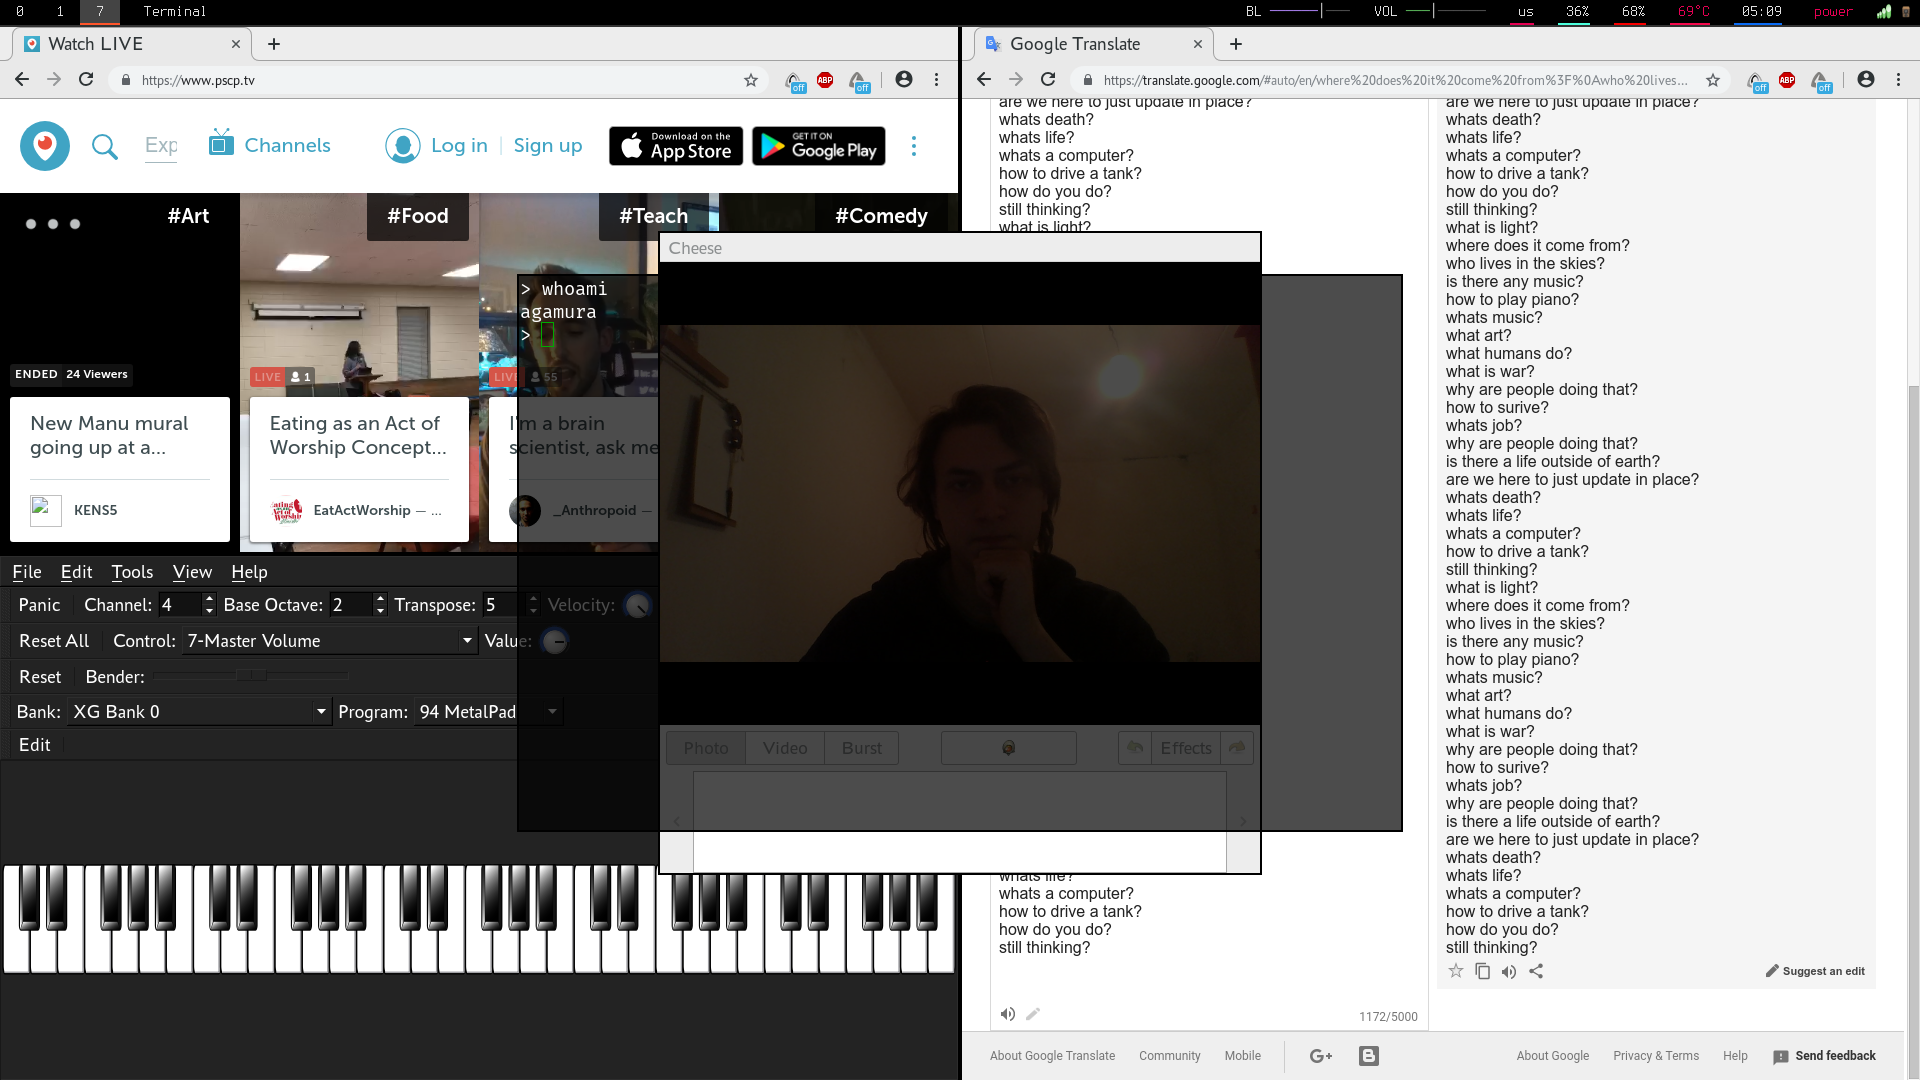 0 1 7 Terminal BL VOL us 36% 68% 69°C 05:09 power
Watch LIVE
https://www.pscp.tv
off ABP off
Exp Channels Log in Sign up Download on the App Store GET IT ON Google Play
#Art #Food #Teach #Comedy
ENDED 24 Viewers
LIVE 1
LIVE 55
New Manu mural
going up at a...
KENS5
Eating as an Act of
Worship Concept...
EatActWorship — ...
I'm a brain
scientist, ask me
_Anthropoid —
> whoami
agamura
>
Cheese
Photo Video Burst Effects
File Edit Tools View Help
Panic Channel: 4 Base Octave: 2 Transpose: 5 Velocity:
Reset All Control: 7-Master Volume Value:
Reset Bender:
Bank: XG Bank 0 Program: 94 MetalPad
Edit
Google Translate
https://translate.google.com/#auto/en/where%20does%20it%20come%20from%3F%0Awho%20lives...
off ABP off
are we here to just update in place?
whats death?
whats life?
whats a computer?
how to drive a tank?
how do you do?
still thinking?
what is light?
whats life?
whats a computer?
how to drive a tank?
how do you do?
still thinking?
1172/5000
are we here to just update in place?
whats death?
whats life?
whats a computer?
how to drive a tank?
how do you do?
still thinking?
what is light?
where does it come from?
who lives in the skies?
is there any music?
how to play piano?
whats music?
what art?
what humans do?
what is war?
why are people doing that?
how to surive?
whats job?
why are people doing that?
is there a life outside of earth?
are we here to just update in place?
whats death?
whats life?
whats a computer?
how to drive a tank?
still thinking?
what is light?
where does it come from?
who lives in the skies?
is there any music?
how to play piano?
whats music?
what art?
what humans do?
what is war?
why are people doing that?
how to surive?
whats job?
why are people doing that?
is there a life outside of earth?
are we here to just update in place?
whats death?
whats life?
whats a computer?
how to drive a tank?
how do you do?
still thinking?
Suggest an edit
About Google Translate Community Mobile G+ About Google Privacy & Terms Help Send feedback